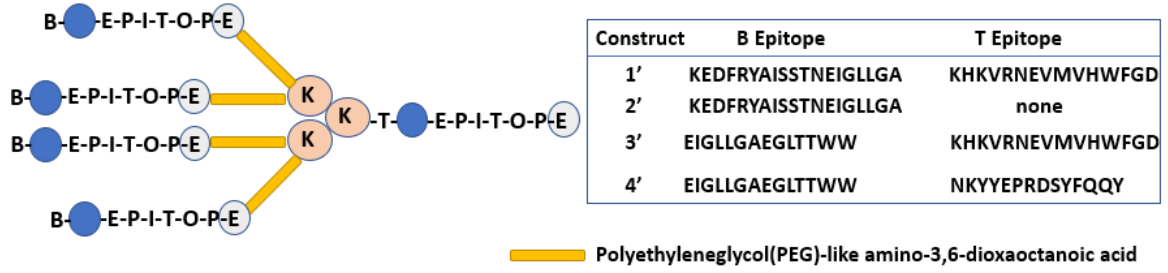 B-E-P-I-T-O-P-E
B-E-P-I-T-O-P-E
B-E-P-I-T-O-P-E
B-E-P-I-T-O-P-E
K
K
K
-T-E-P-I-T-O-P-E
Construct B Epitope T Epitope
1’ KEDFRYAISSTNEIGLLGA KHKVRNEVMVHWFGD
2’ KEDFRYAISSTNEIGLLGA none
3’ EIGLLGAEGLTTWW KHKVRNEVMVHWFGD
4’ EIGLLGAEGLTTWW NKYYEPRDSYFQQY
Polyethyleneglycol(PEG)-like amino-3,6-dioxaoctanoic acid